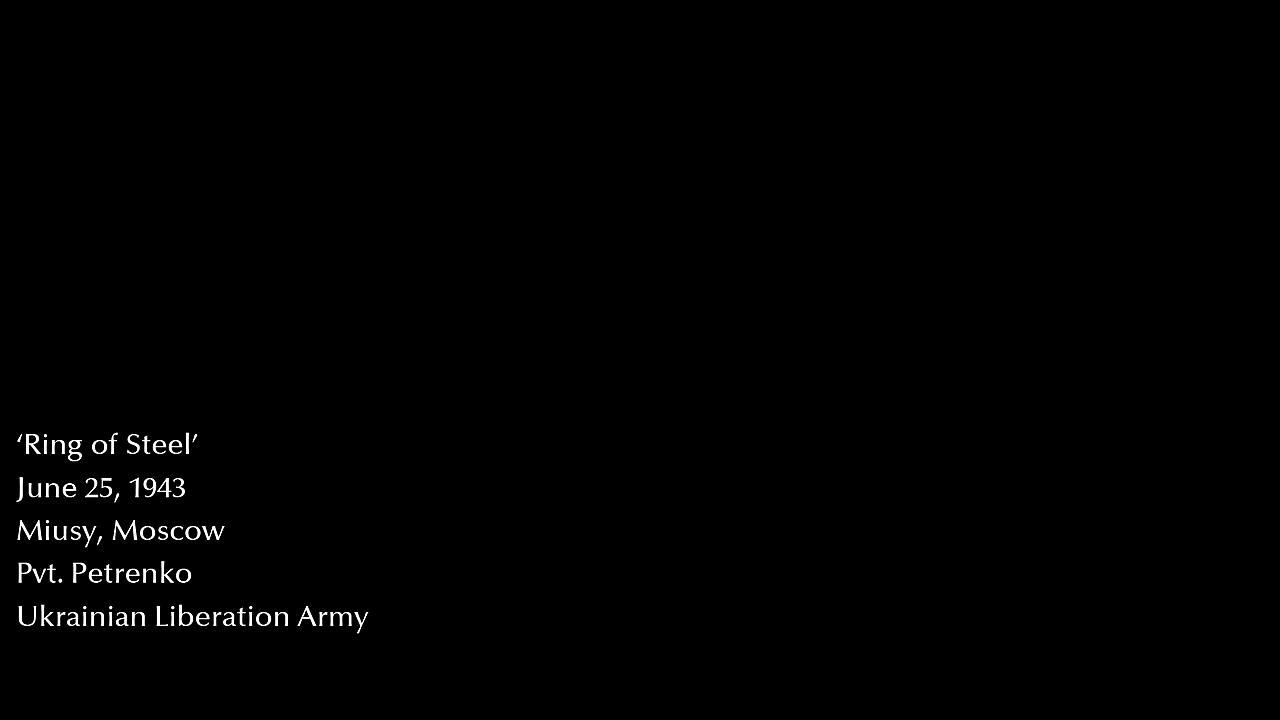 ‘Ring of Steel’
June 25, 1943
Miusy, Moscow
Pvt. Petrenko
Ukrainian Liberation Army